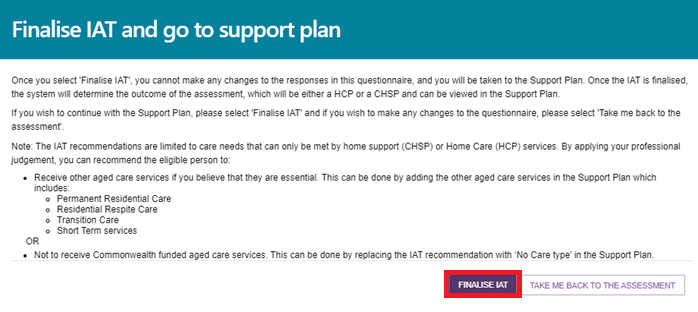 Finalise IAT and go to support plan
Once you select 'Finalise IAT', you cannot make any changes to the responses in this questionnaire, and you will be taken to the Support Plan. Once the IAT is finalised,
the system will determine the outcome of the assessment, which will be either a HCP or a CHSP and can be viewed in the Support Plan.
If you wish to continue with the Support Plan, please select 'Finalise IAT' and if you wish to make any changes to the questionnaire, please select 'Take me back to the
assessment'.
Note: The IAT recommendations are limited to care needs that can only be met by home support (CHSP) or Home Care (HCP) services. By applying your professional
judgement, you can recommend the eligible person to:
• Receive other aged care services if you believe that they are essential. This can be done by adding the other aged care services in the Support Plan which
includes:
○ Permanent Residential Care
○ Residential Respite Care
○ Transition Care
○ Short Term services
OR
• Not to receive Commonwealth funded aged care services. This can be done by replacing the IAT recommendation with 'No Care type' in the Support Plan.
FINALISE IAT
TAKE ME BACK TO THE ASSESSMENT